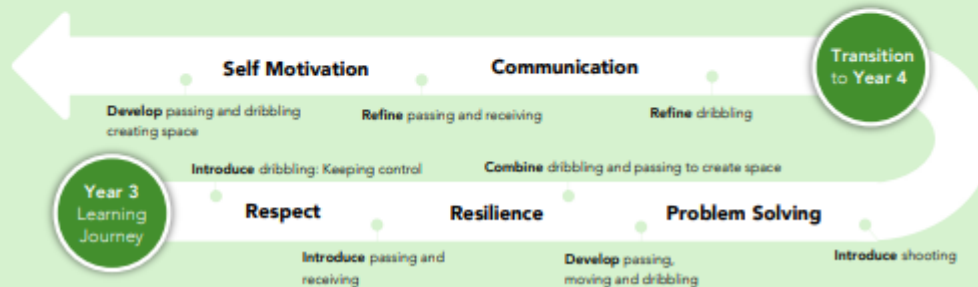 Self Motivation
Communication
Transition
to Year 4
Develop passing and dribbling
creating space
Refine passing and receiving
Refine dribbling
Introduce dribbling: Keeping control
Combine dribbling and passing to create space
Year 3
Learning
Journey
Respect
Resilience
Problem Solving
Introduce passing and
receiving
Develop passing,
moving and dribbling
Introduce shooting